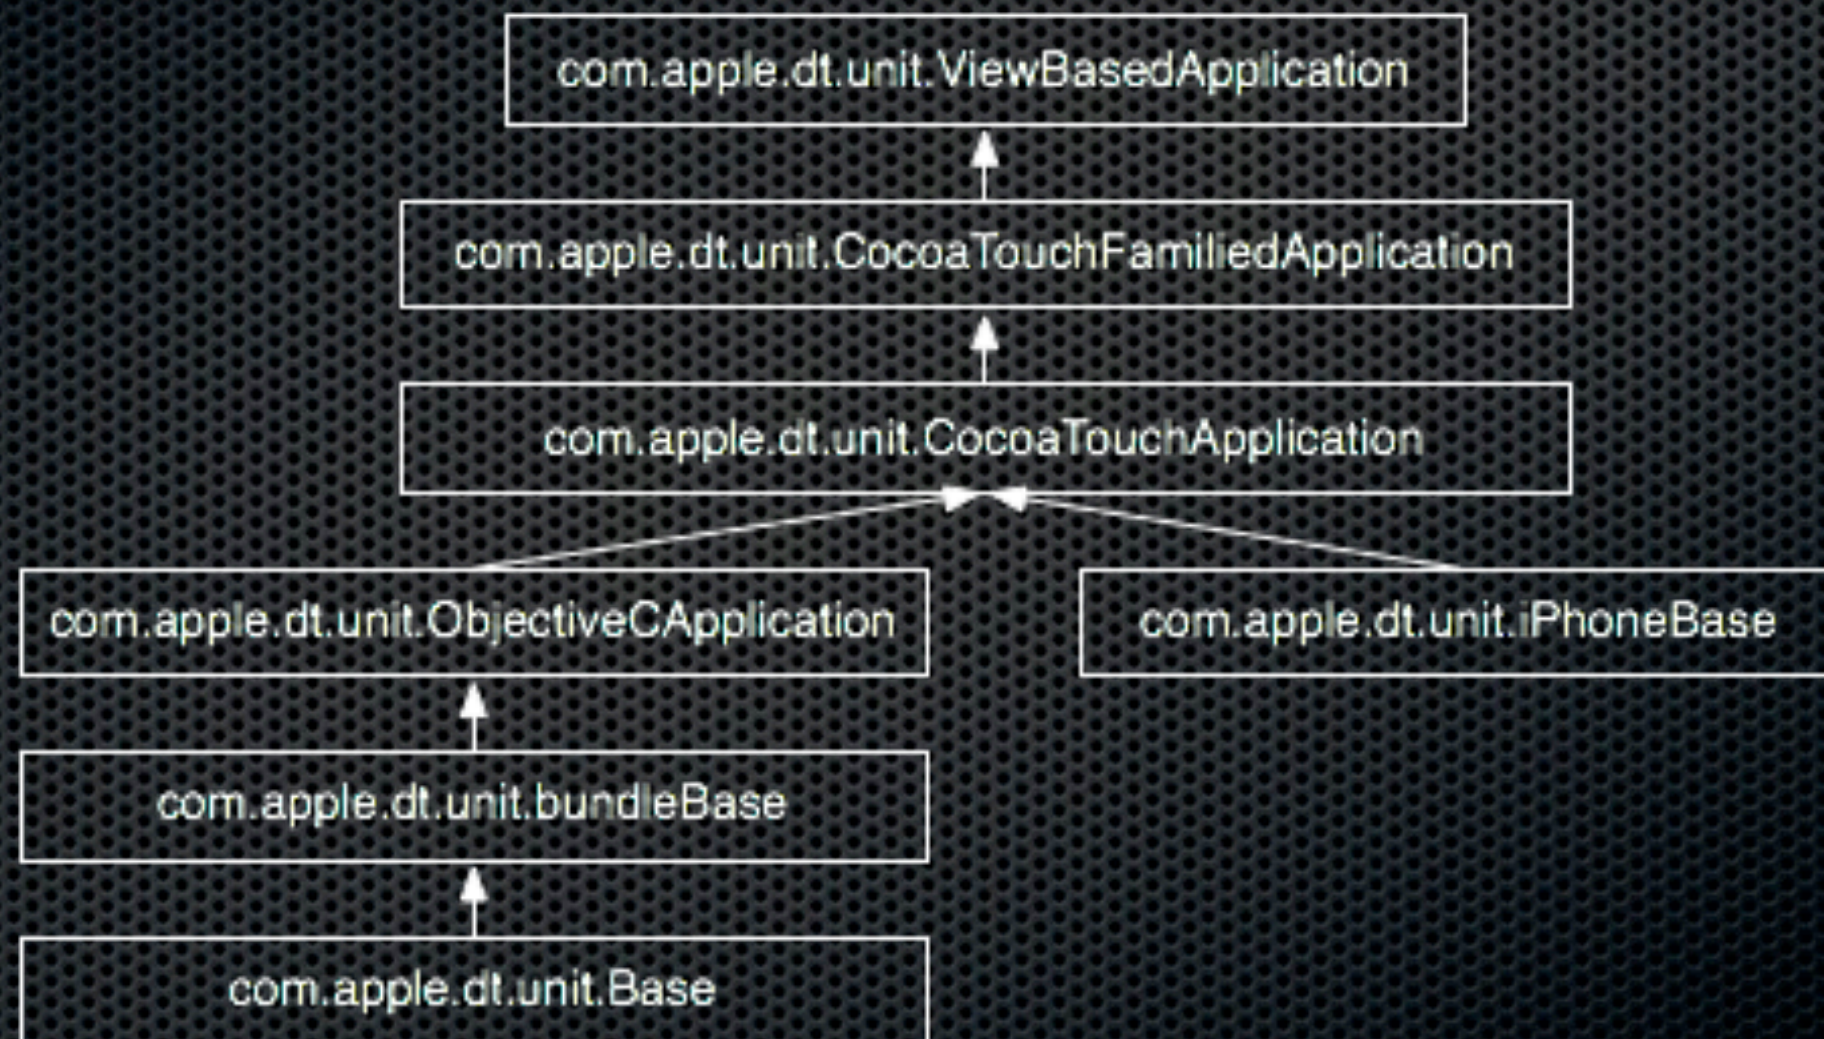 com.apple.dt.unit.ViewBasedApplication
com.apple.dt.unit.CocoaTouchFamiliedApplication
com.apple.dt.unit.CocoaTouchApplication
com.apple.dt.unit.ObjectiveCApplication
com.apple.dt.unit.iPhoneBase
com.apple.dt.unit.bundleBase
com.apple.dt.unit.Base